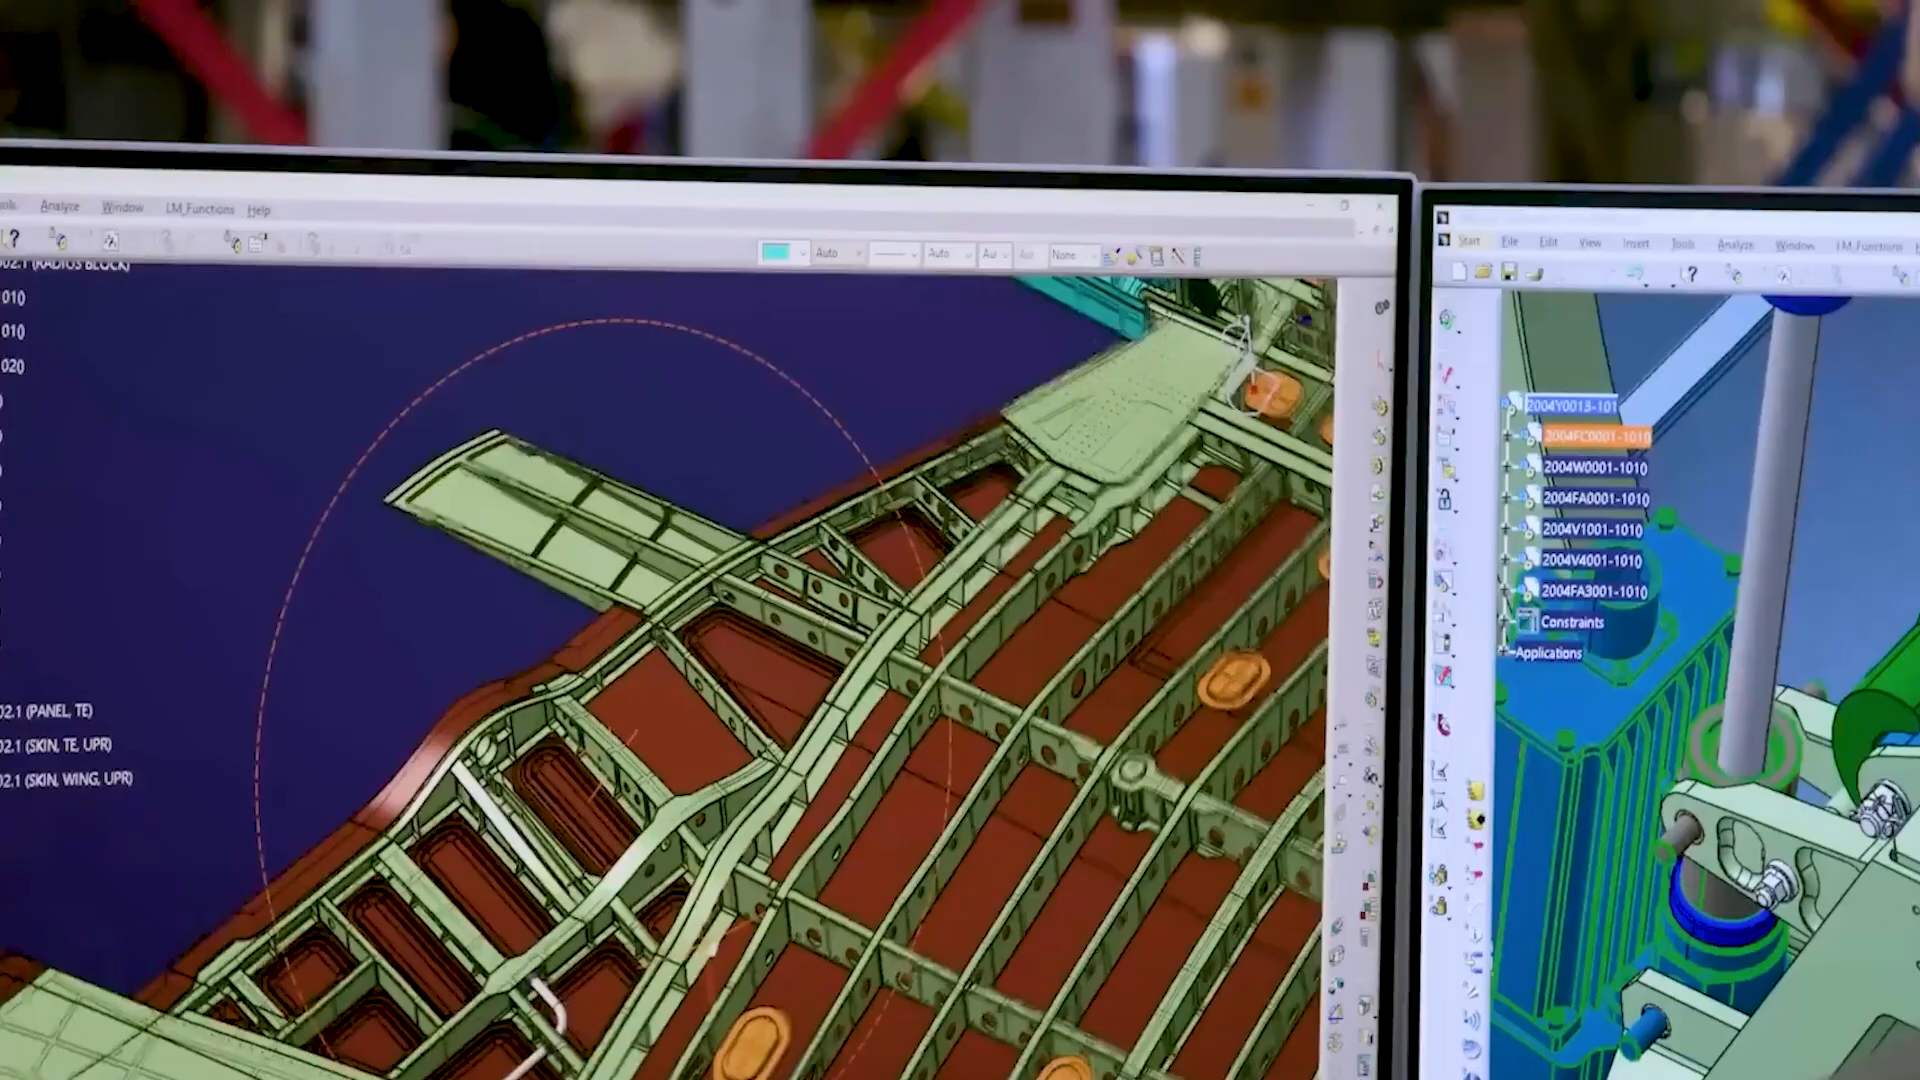 Analyze Window LM_Functions Help
Auto Auto None
02.1 (RADIUS BLOCK)
010
010
020
02.1 (PANEL, TE)
02.1 (SKIN, TE, UPR)
02.1 (SKIN, WING, UPR)
Start File Edit View Insert Tools Analyze Window LM_Functions
2004Y0013-101
2004FC0001-1010
2004W0001-1010
2004FA0001-1010
2004V1001-1010
2004V4001-1010
2004FA3001-1010
Constraints
Applications